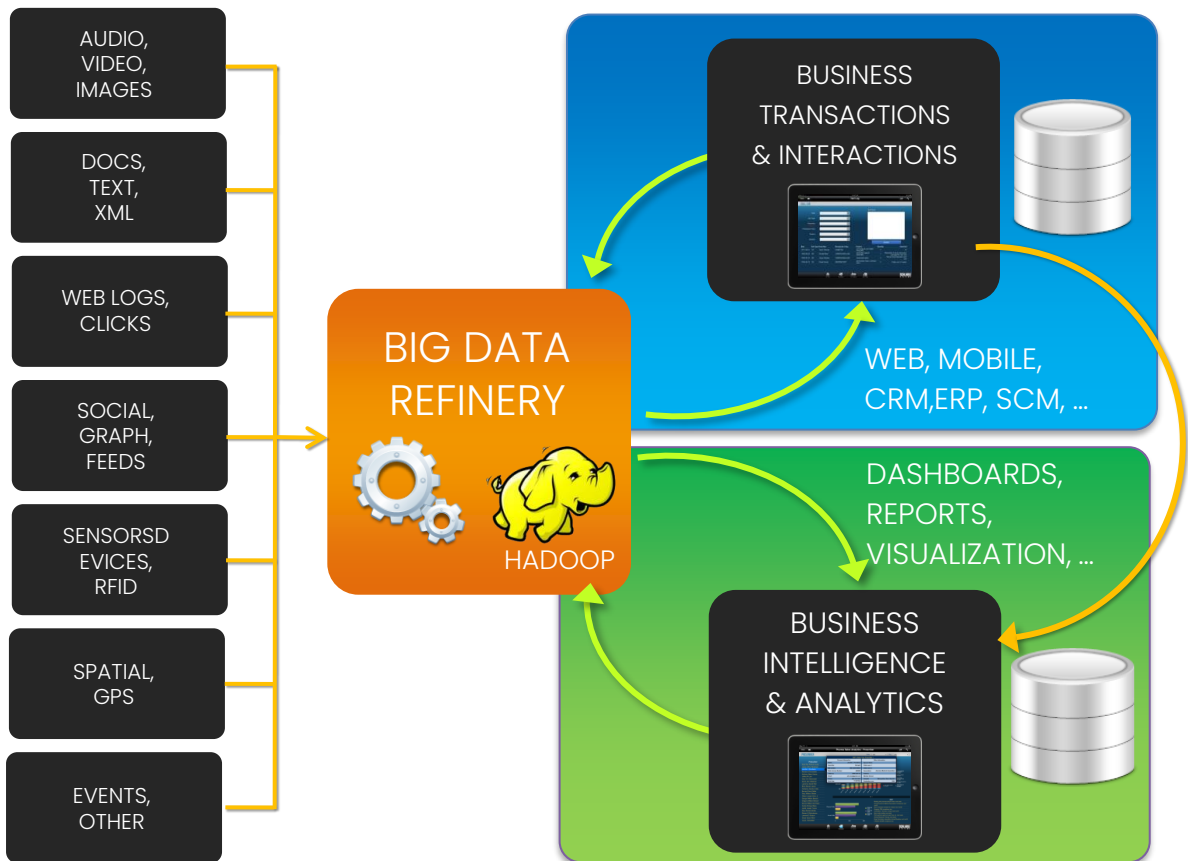 AUDIO,
VIDEO,
IMAGES
DOCS,
TEXT,
XML
WEB LOGS,
CLICKS
SOCIAL,
GRAPH,
FEEDS
SENSORSD
EVICES,
RFID
SPATIAL,
GPS
EVENTS,
OTHER
BIG DATA
REFINERY
HADOOP
BUSINESS
TRANSACTIONS
& INTERACTIONS
WEB, MOBILE,
CRM,ERP, SCM, ...
DASHBOARDS,
REPORTS,
VISUALIZATION, ...
BUSINESS
INTELLIGENCE
& ANALYTICS